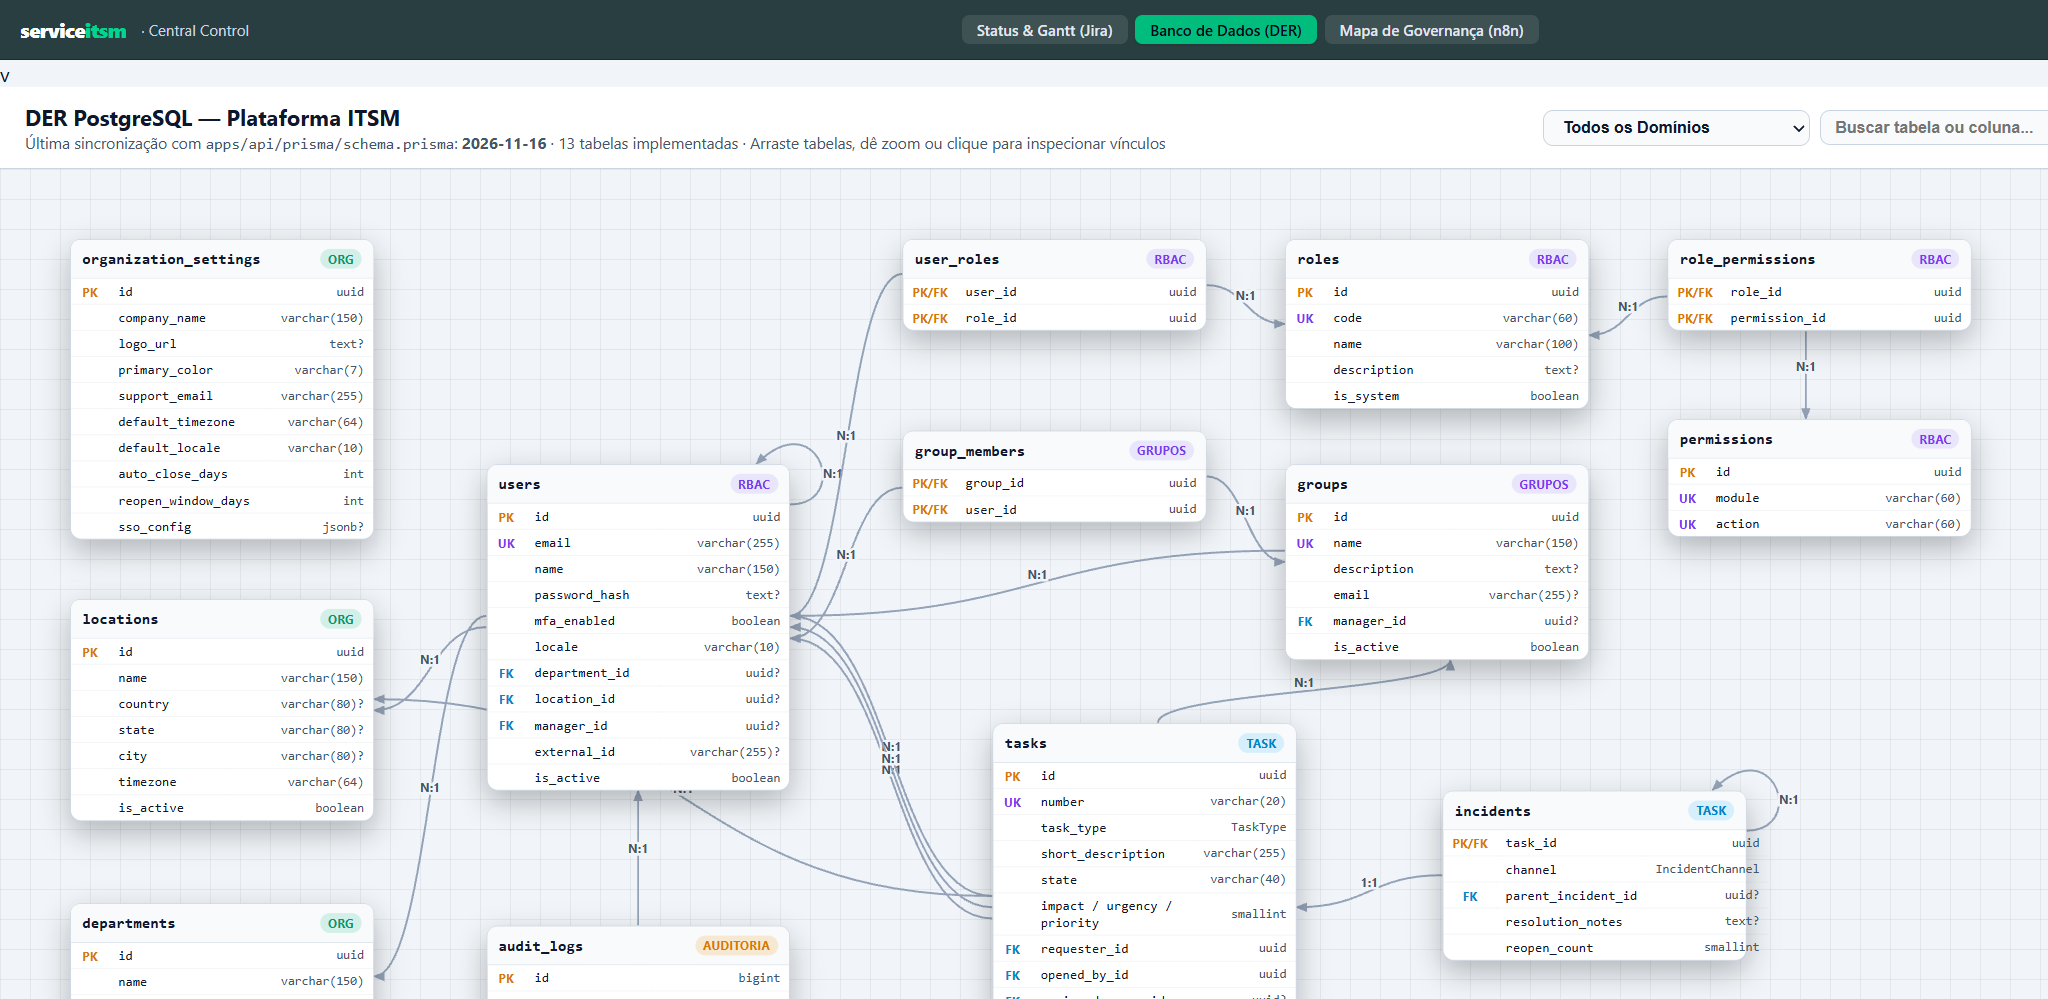 serviceitsm · Central Control
Status & Gantt (Jira)
Banco de Dados (DER)
Mapa de Governança (n8n)
V
DER PostgreSQL — Plataforma ITSM
Última sincronização com apps/api/prisma/schema.prisma: 2026-11-16 · 13 tabelas implementadas · Arraste tabelas, dê zoom ou clique para inspecionar vínculos
Todos os Domínios
Buscar tabela ou coluna...
organization_settings ORG
PK id uuid
company_name varchar(150)
logo_url text?
primary_color varchar(7)
support_email varchar(255)
default_timezone varchar(64)
default_locale varchar(10)
auto_close_days int
reopen_window_days int
sso_config jsonb?
user_roles RBAC
PK/FK user_id uuid
PK/FK role_id uuid
N:1
roles RBAC
PK id uuid
UK code varchar(60)
name varchar(100)
description text?
is_system boolean
N:1
role_permissions RBAC
PK/FK role_id uuid
PK/FK permission_id uuid
N:1
permissions RBAC
PK id uuid
UK module varchar(60)
UK action varchar(60)
N:1
N:1
users RBAC
PK id uuid
UK email varchar(255)
name varchar(150)
password_hash text?
mfa_enabled boolean
locale varchar(10)
FK department_id uuid?
FK location_id uuid?
FK manager_id uuid?
external_id varchar(255)?
is_active boolean
group_members GRUPOS
PK/FK group_id uuid
PK/FK user_id uuid
N:1
N:1
N:1
groups GRUPOS
PK id uuid
UK name varchar(150)
description text?
email varchar(255)?
FK manager_id uuid?
is_active boolean
N:1
locations ORG
PK id uuid
name varchar(150)
country varchar(80)?
state varchar(80)?
city varchar(80)?
timezone varchar(64)
is_active boolean
N:1
N:1
N:1
N:1
N:1
N:1
N:1
departments ORG
PK id uuid
name varchar(150)
audit_logs AUDITORIA
PK id bigint
tasks TASK
PK id uuid
UK number varchar(20)
task_type TaskType
short_description varchar(255)
state varchar(40)
impact / urgency /
priority smallint
FK requester_id uuid
FK opened_by_id uuid
1:1
incidents TASK
PK/FK task_id uuid
channel IncidentChannel
FK parent_incident_id uuid?
resolution_notes text?
reopen_count smallint
N:1